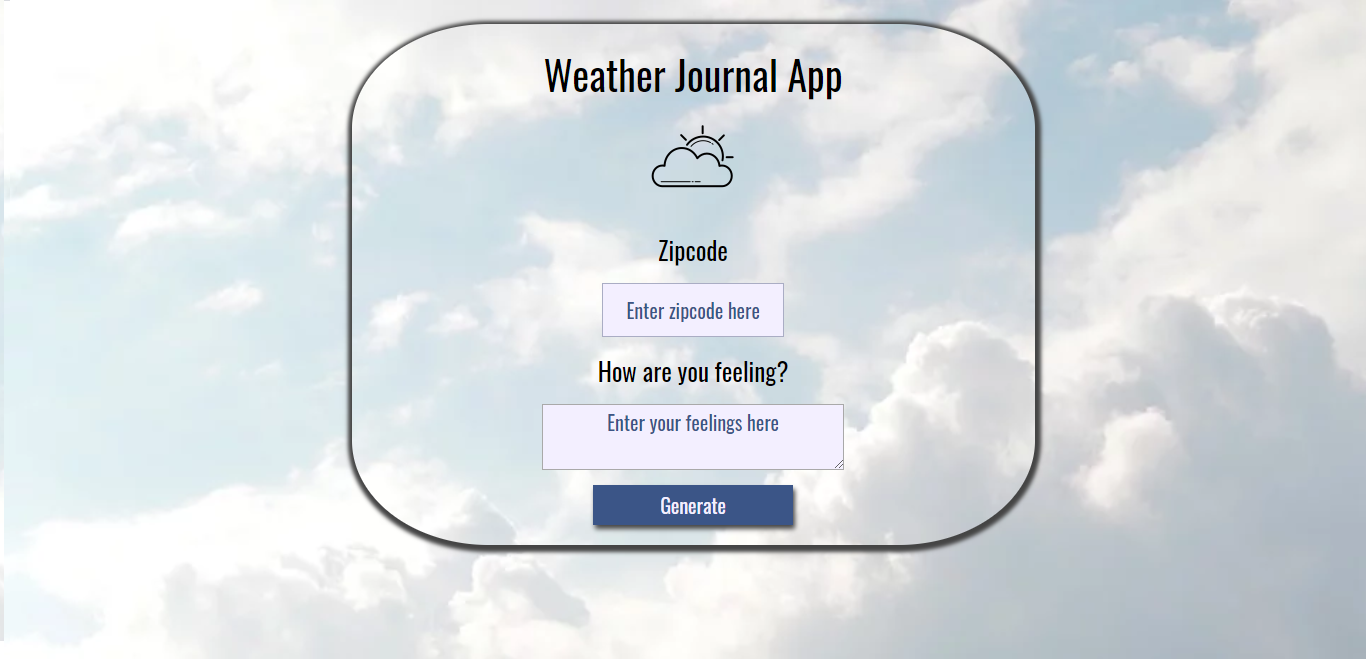 Weather Journal App
Zipcode
Enter zipcode here
How are you feeling?
Enter your feelings here
Generate